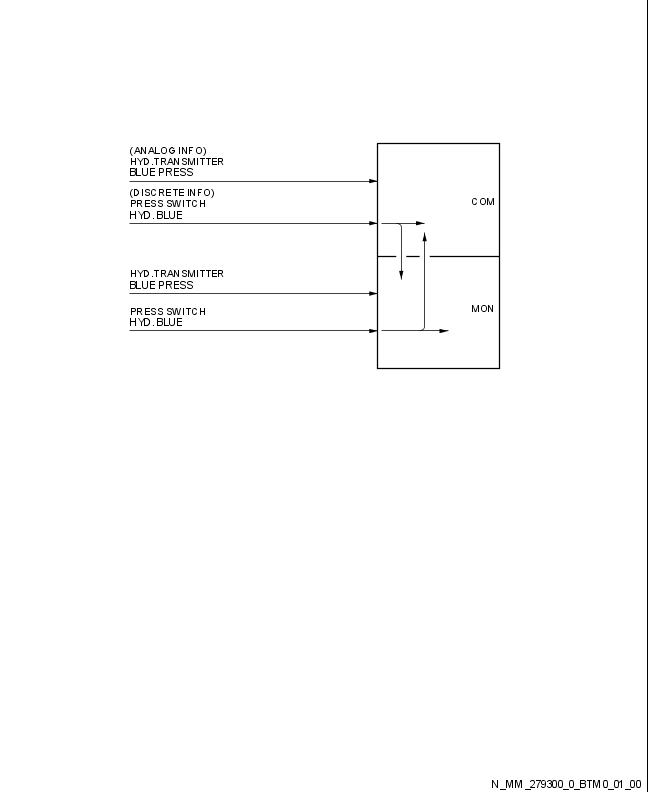 (ANALOG INFO)
HYD.TRANSMITTER
BLUE PRESS
(DISCRETE INFO)
PRESS SWITCH
HYD.BLUE
COM
HYD.TRANSMITTER
BLUE PRESS
PRESS SWITCH
HYD.BLUE
MON
N_MM_279300_0_BTM0_01_00